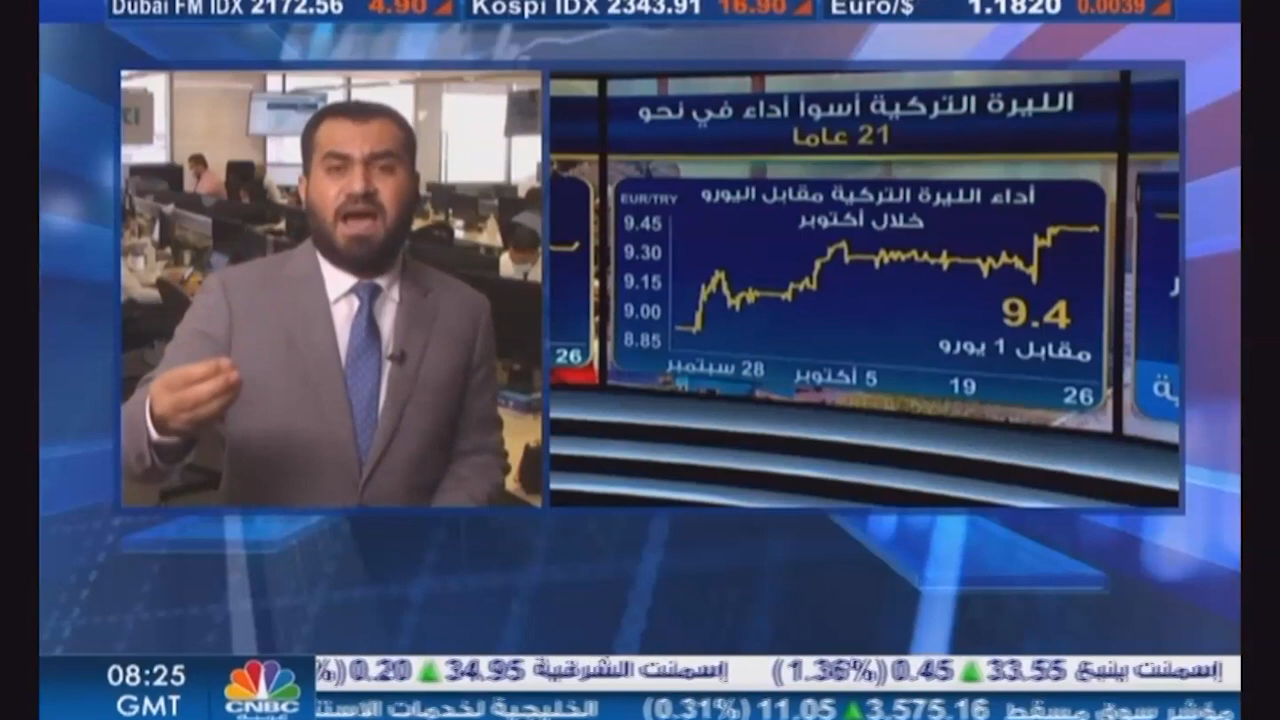 Dubai FM IDX 2172.56 4.90 Kospi IDX 2343.91 16.90 Euro/$ 1.1820 0.0039
الليرة التركية أسوأ أداء في نحو
21 عاما
أداء الليرة التركية مقابل اليورو
خلال أكتوبر
EUR/TRY
9.45
9.30
9.15
9.00
8.85
9.4
مقابل 1 يورو
28 سبتمبر
5 أكتوبر
19
26
26
08:25
GMT
CNBC
عربية
إسمنت ينبع 33.55 0.45 (1.36%) إسمنت الشرقية 34.95 0.20
مؤشر سوق مسقط 3,575.16 11.05 (0.31%) الخليجية لخدمات